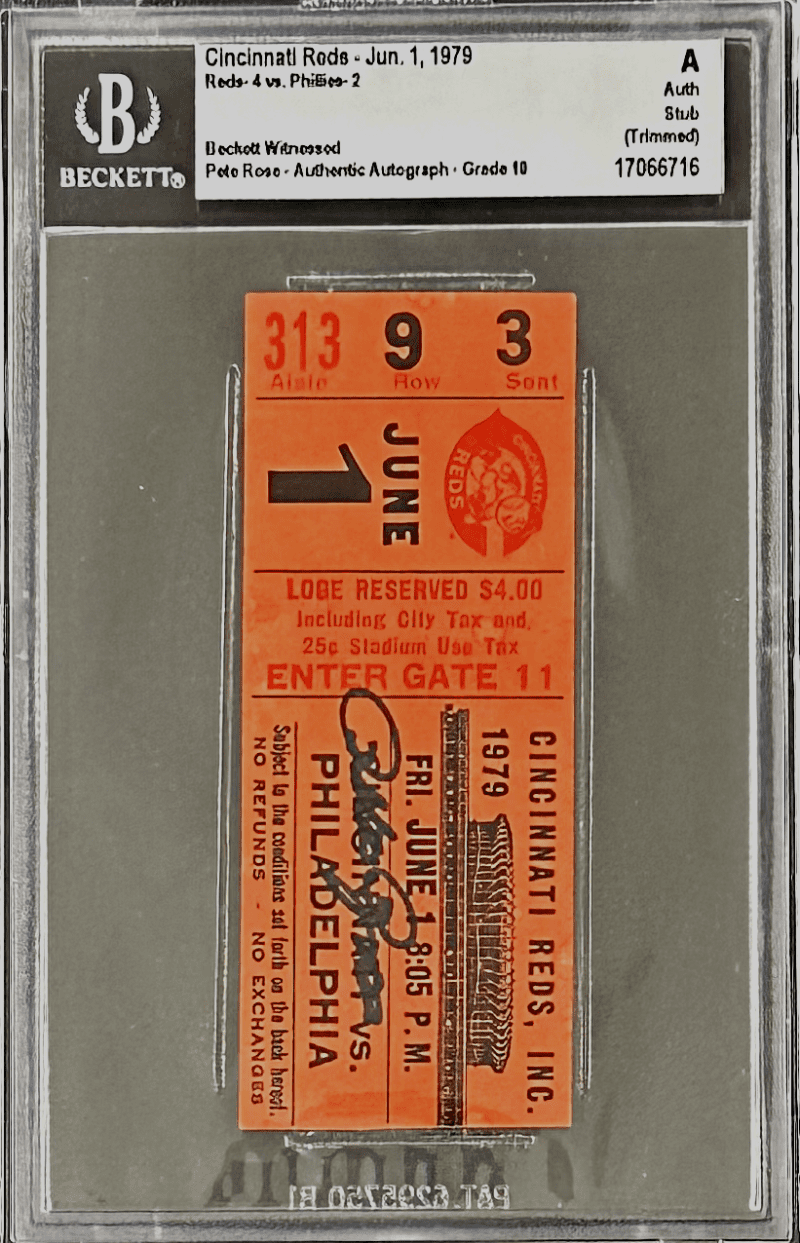 Cincinnati Reds - Jun. 1, 1979
Reds- 4 vs. Phillies- 2
Beckett Witnessed
Pete Rose - Authentic Autograph - Grade 10
A
Auth
Stub
(Trimmed)
17066716
B
BECKETT®
313 9 3
Aisle Row Seat
JUNE
1
CINCINNATI
REDS
LOGE RESERVED $4.00
Including City Tax and
25c Stadium Use Tax
ENTER GATE 11
CINCINNATI REDS, INC.
1979
FRI. JUNE 1 8:05 P.M.
VS.
PHILADELPHIA
Subject to the conditions set forth on the back hereof.
NO REFUNDS - NO EXCHANGES
PAT. 6295750 B1